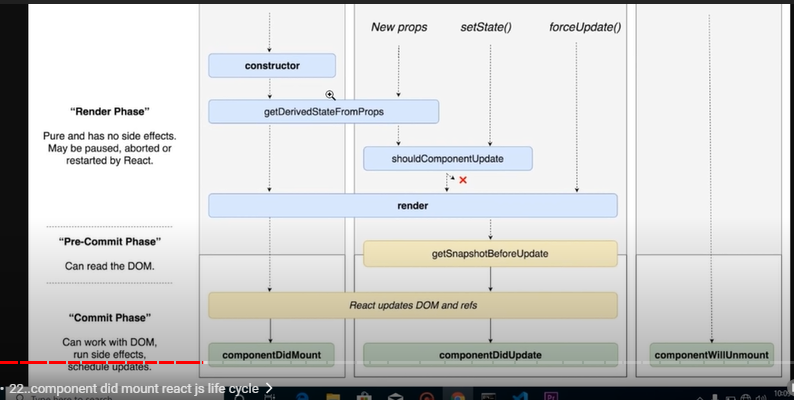 New props
setState()
forceUpdate()
constructor
"Render Phase"
getDerivedStateFromProps
Pure and has no side effects.
May be paused, aborted or
restarted by React.
shouldComponentUpdate
render
"Pre-Commit Phase"
Can read the DOM.
getSnapshotBeforeUpdate
React updates DOM and refs
"Commit Phase"
Can work with DOM,
run side effects,
schedule updates.
componentDidMount
componentDidUpdate
componentWillUnmount
• 22..component did mount react js life cycle